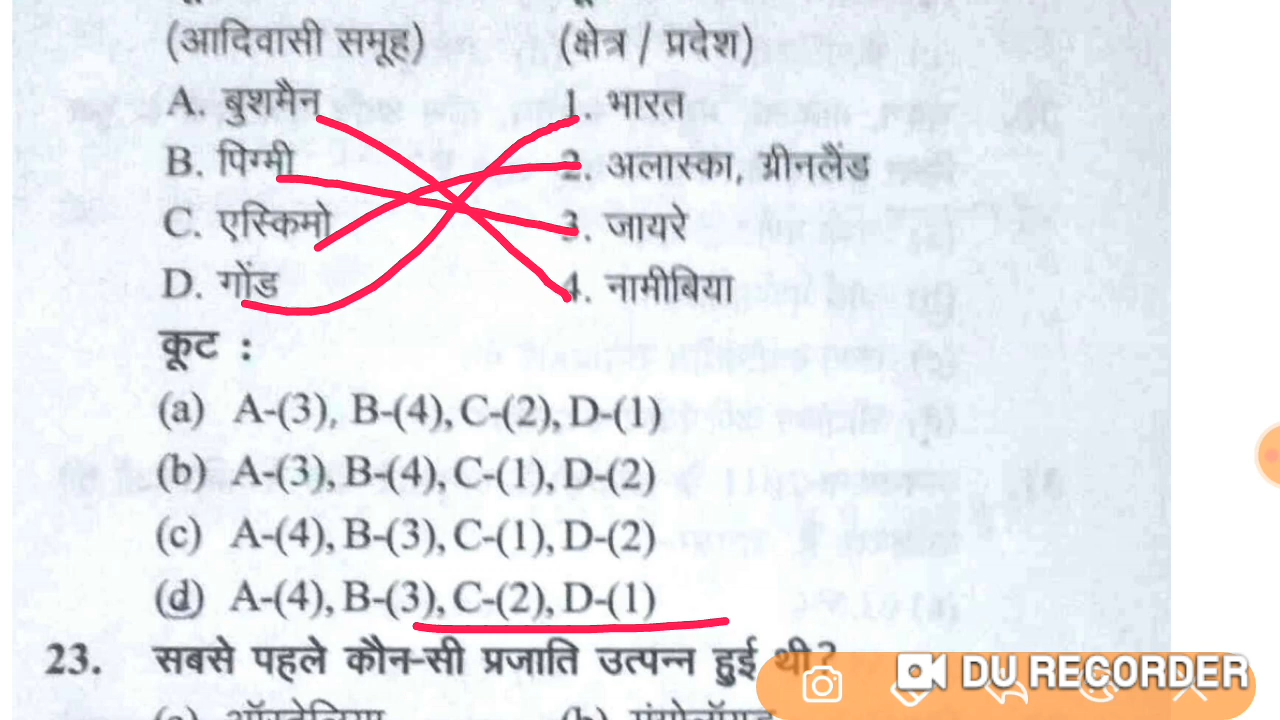 (आदिवासी समूह) (क्षेत्र / प्रदेश)
A. बुशमैन 1. भारत
B. पिग्मी 2. अलास्का, ग्रीनलैंड
C. एस्किमो 3. जायरे
D. गोंड 4. नामीबिया
कूट :
(a) A-(3), B-(4), C-(2), D-(1)
(b) A-(3), B-(4), C-(1), D-(2)
(c) A-(4), B-(3), C-(1), D-(2)
(d) A-(4), B-(3), C-(2), D-(1)
23. सबसे पहले कौन-सी प्रजाति उत्पन्न हुई थी?
DU RECORDER